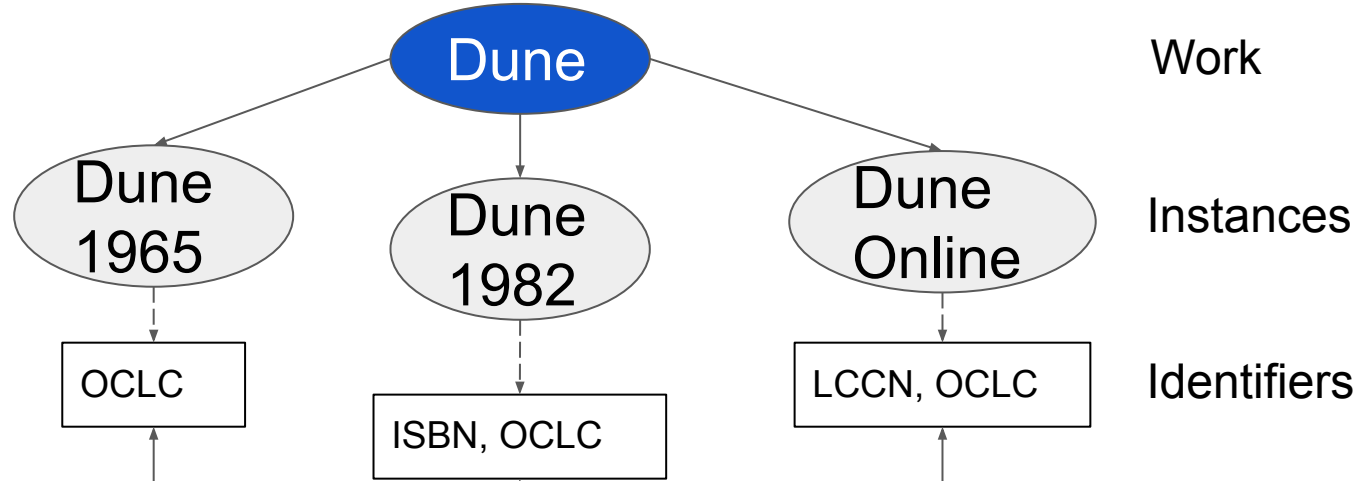 Dune
Work
Dune
1965
Dune
1982
Dune
Online
Instances
OCLC
ISBN, OCLC
LCCN, OCLC
Identifiers